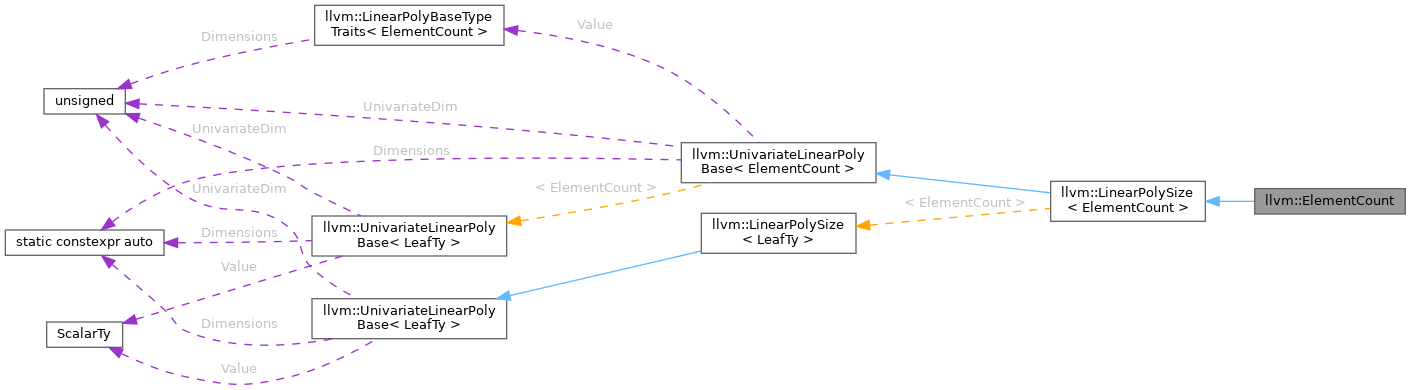 llvm::LinearPolyBaseType
Traits< ElementCount >
Value
Dimensions
unsigned
UnivariateDim
UnivariateDim
Dimensions
llvm::UnivariateLinearPoly
Base< ElementCount >
UnivariateDim
< ElementCount >
llvm::LinearPolySize
< ElementCount >
llvm::ElementCount
< ElementCount >
llvm::LinearPolySize
< LeafTy >
llvm::UnivariateLinearPoly
Base< LeafTy >
Dimensions
static constexpr auto
Value
llvm::UnivariateLinearPoly
Base< LeafTy >
Dimensions
ScalarTy
Value